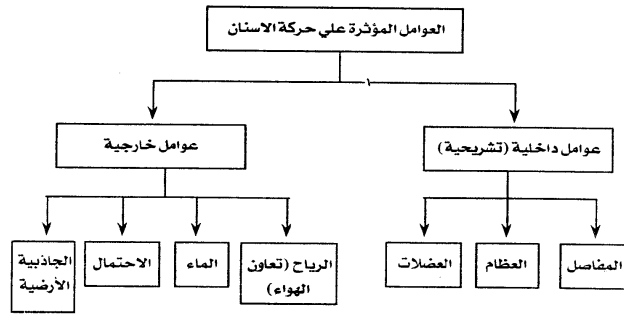 العوامل المؤثرة علي حركة الاسنان
عوامل داخلية (تشريحية)
عوامل خارجية
المفاصل
العظام
العضلات
الرياح (تعاون
الهواء)
الماء
الاحتمال
الجاذبية
الأرضية